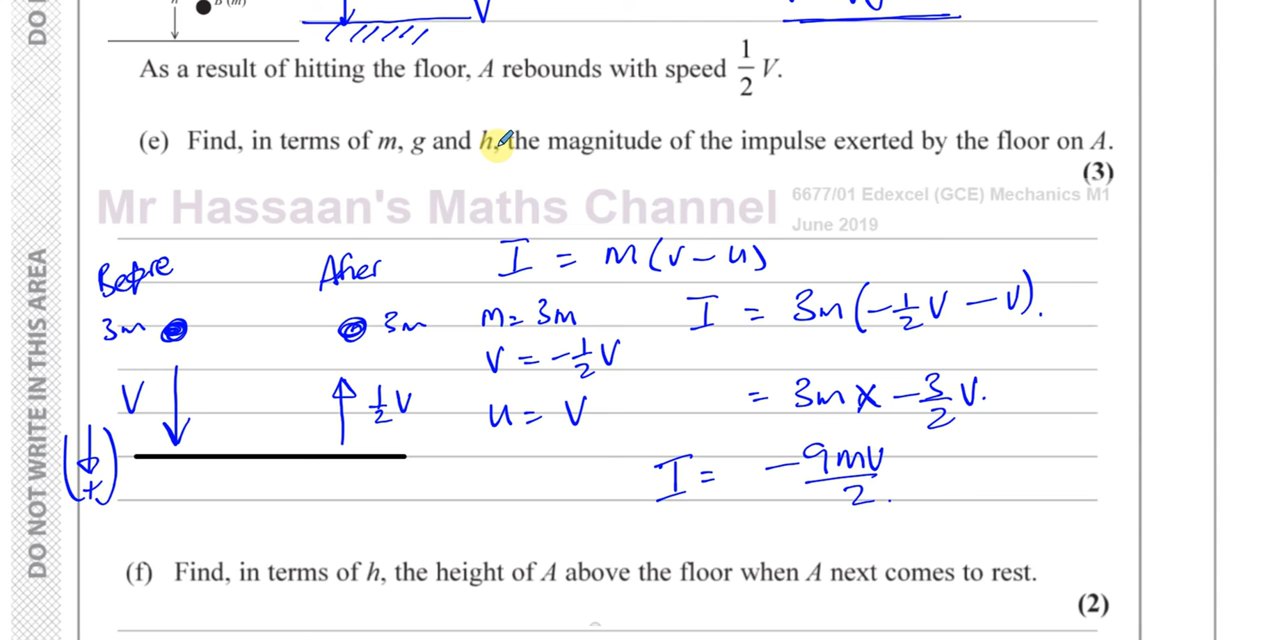 DO NOT WRITE IN THIS AREA
B (m)
V
As a result of hitting the floor, A rebounds with speed 1/2 V.
(e) Find, in terms of m, g and h, the magnitude of the impulse exerted by the floor on A.
(3)
Mr Hassaan's Maths Channel
6677/01 Edexcel (GCE) Mechanics M1
June 2019
Before
After
I = m(v - u)
3m
3m
m = 3m
I = 3m(-1/2 V - V).
v = -1/2 V
V
1/2 V
u = V
= 3m × -3/2 V.
(↓+)
I = -9mV/2.
(f) Find, in terms of h, the height of A above the floor when A next comes to rest.
(2)